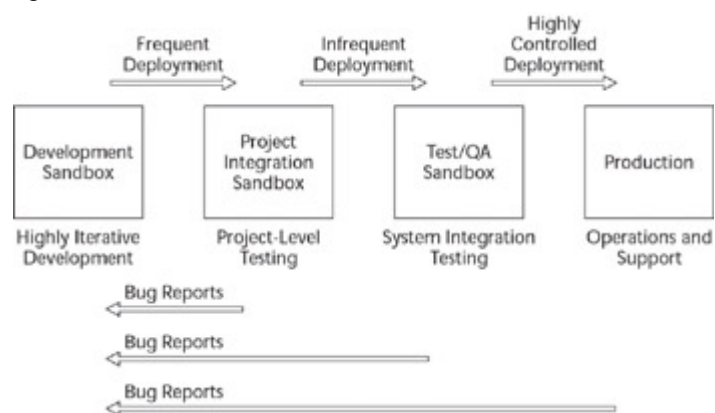 Frequent
Deployment
Infrequent
Deployment
Highly
Controlled
Deployment
Development
Sandbox
Project
Integration
Sandbox
Test/QA
Sandbox
Production
Highly Iterative
Development
Project-Level
Testing
System Integration
Testing
Operations and
Support
Bug Reports
Bug Reports
Bug Reports